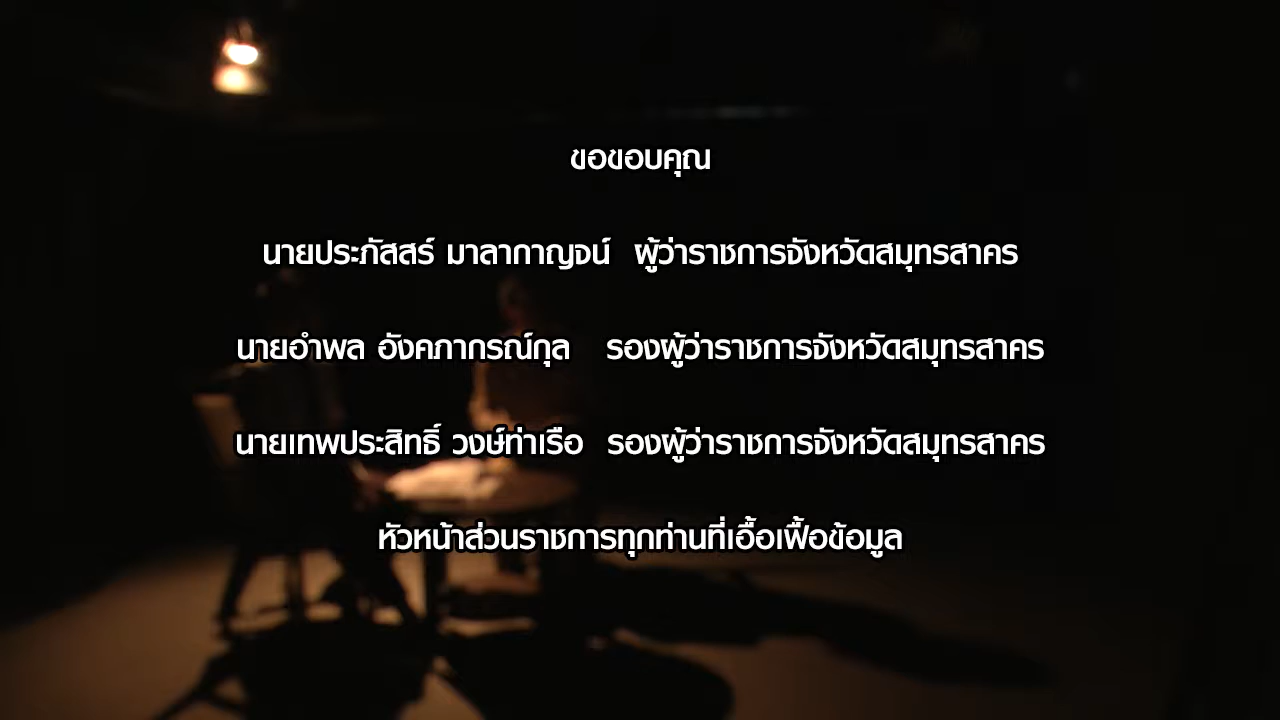 ขอขอบคุณ
นายประภัสสร์ มาลากาญจน์ ผู้ว่าราชการจังหวัดสมุทรสาคร
นายอำพล อังคภากรณ์กุล รองผู้ว่าราชการจังหวัดสมุทรสาคร
นายเทพประสิทธิ์ วงษ์ท่าเรือ รองผู้ว่าราชการจังหวัดสมุทรสาคร
หัวหน้าส่วนราชการทุกท่านที่เอื้อเฟื้อข้อมูล